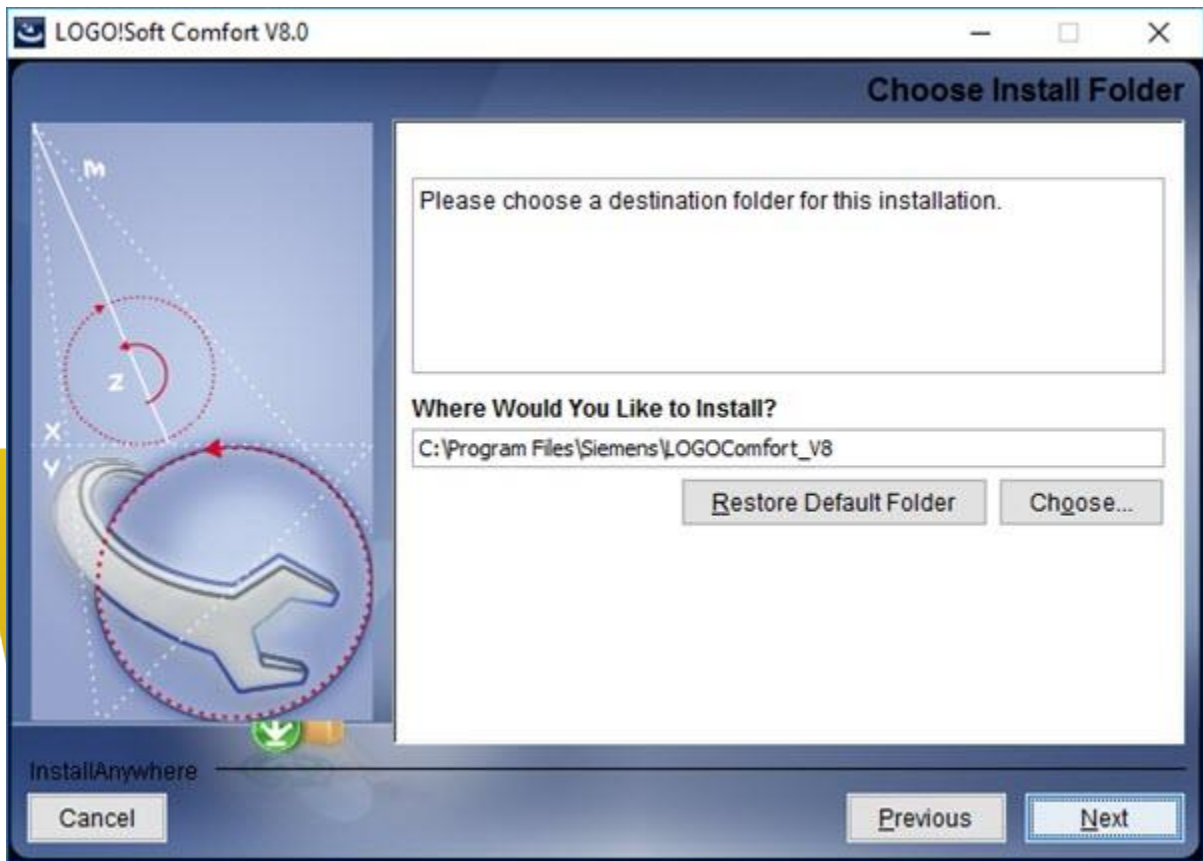 LOGO!Soft Comfort V8.0
Choose Install Folder
m
z
x
y
Please choose a destination folder for this installation.
Where Would You Like to Install?
C:\Program Files\Siemens\LOGOComfort_V8
Restore Default Folder
Choose...
InstallAnywhere
Cancel
Previous
Next